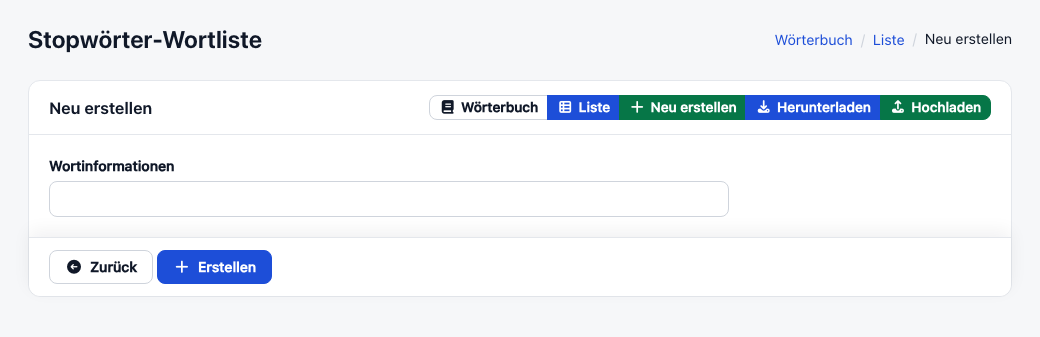 Stopwörter-Wortliste
Wörterbuch / Liste / Neu erstellen
Neu erstellen
Wörterbuch Liste Neu erstellen Herunterladen Hochladen
Wortinformationen
Zurück Erstellen